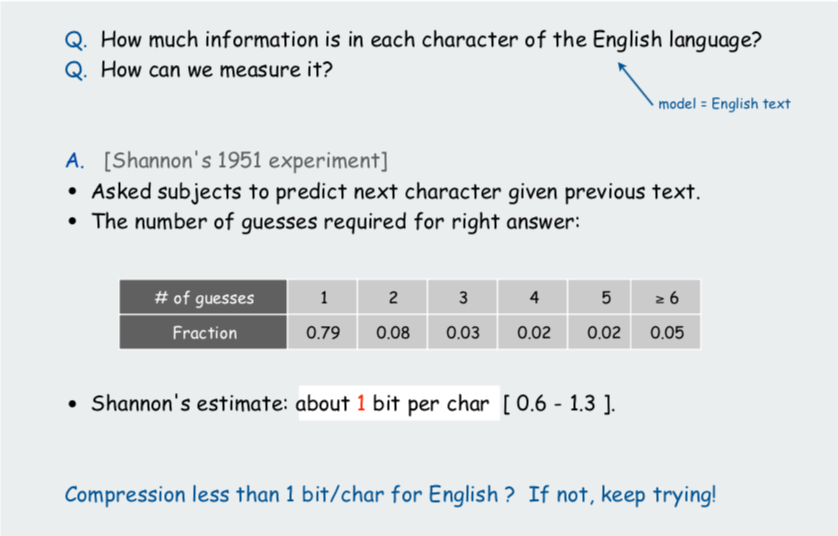 Q. How much information is in each character of the English language?
Q. How can we measure it?
model = English text
A. [Shannon's 1951 experiment]
• Asked subjects to predict next character given previous text.
• The number of guesses required for right answer:
# of guesses 1 2 3 4 5 ≥ 6
Fraction 0.79 0.08 0.03 0.02 0.02 0.05
• Shannon's estimate: about 1 bit per char [ 0.6 - 1.3 ].
Compression less than 1 bit/char for English ? If not, keep trying!